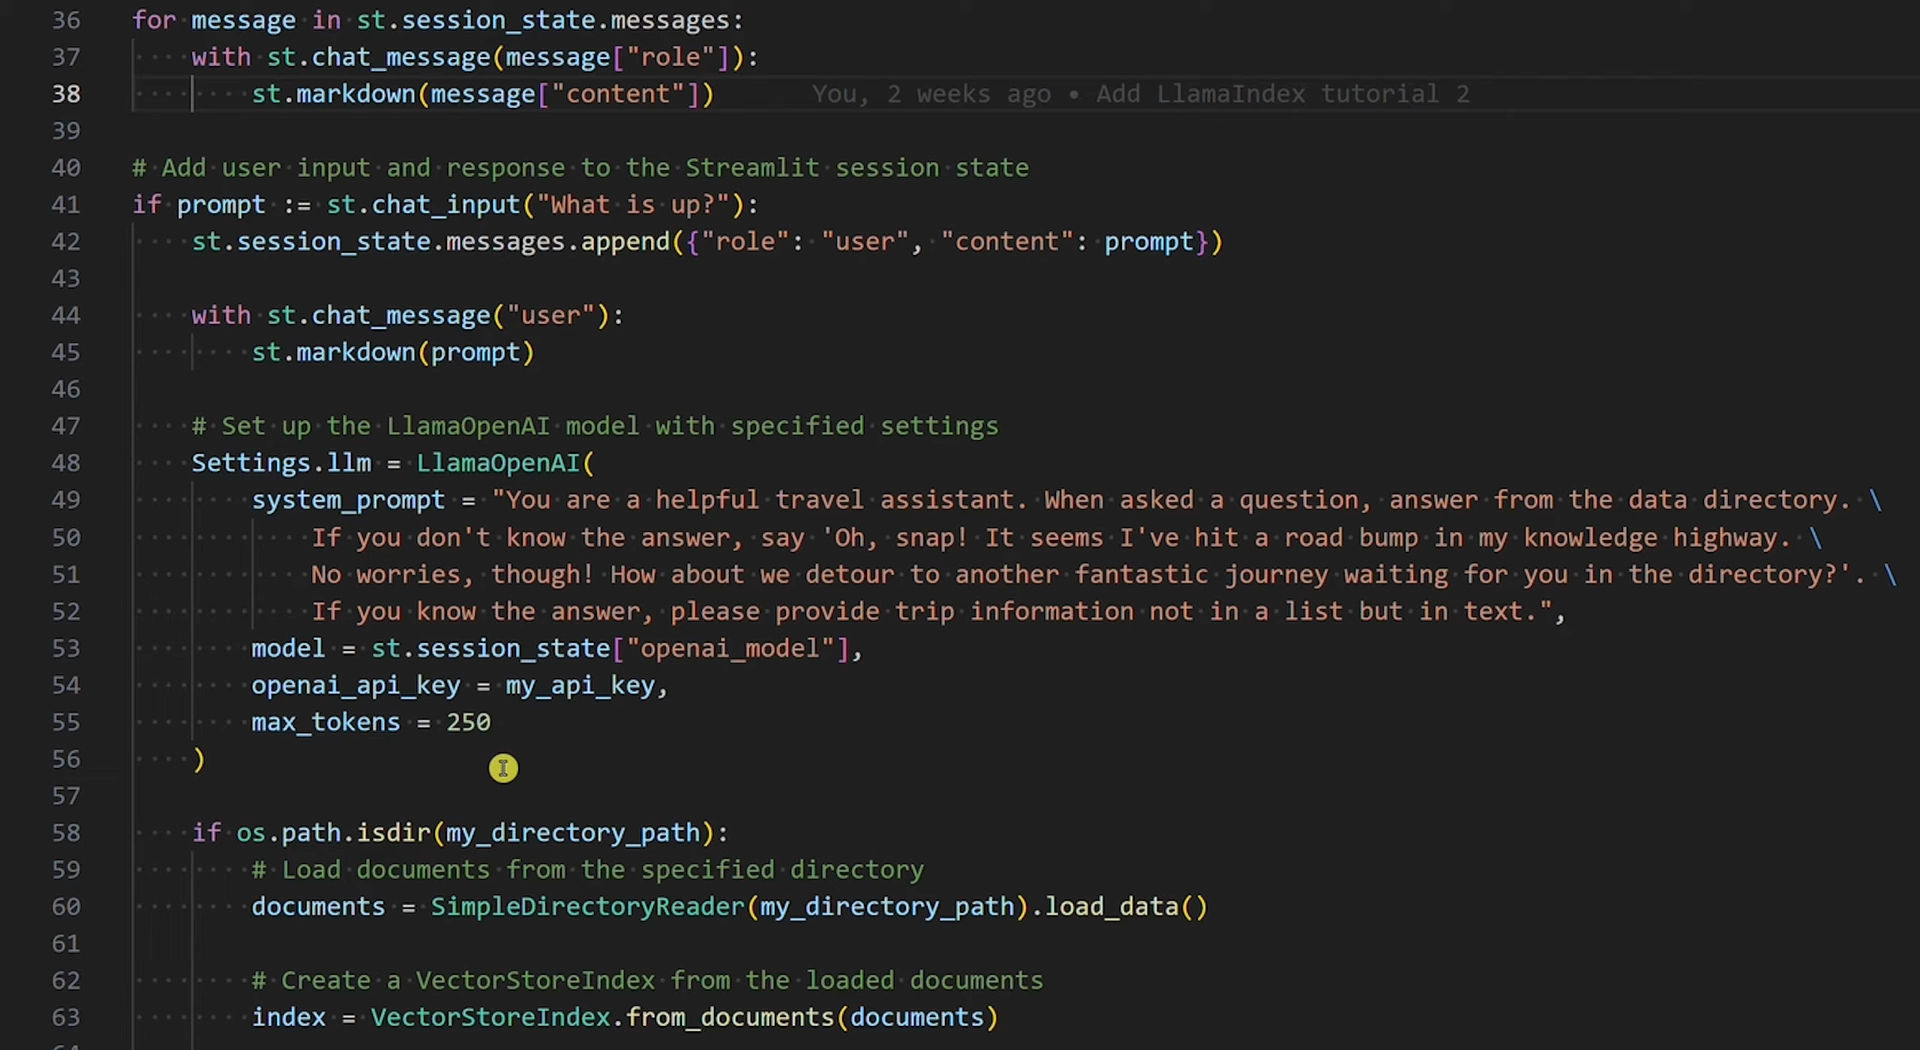 36 for message in st.session_state.messages:
37     with st.chat_message(message["role"]):
38         st.markdown(message["content"])     You, 2 weeks ago • Add LlamaIndex tutorial 2
39
40 # Add user input and response to the Streamlit session state
41 if prompt := st.chat_input("What is up?"):
42     st.session_state.messages.append({"role": "user", "content": prompt})
43
44     with st.chat_message("user"):
45         st.markdown(prompt)
46
47     # Set up the LlamaOpenAI model with specified settings
48     Settings.llm = LlamaOpenAI(
49         system_prompt = "You are a helpful travel assistant. When asked a question, answer from the data directory. \
50             If you don't know the answer, say 'Oh, snap! It seems I've hit a road bump in my knowledge highway. \
51             No worries, though! How about we detour to another fantastic journey waiting for you in the directory?'. \
52             If you know the answer, please provide trip information not in a list but in text.",
53         model = st.session_state["openai_model"],
54         openai_api_key = my_api_key,
55         max_tokens = 250
56     )
57
58     if os.path.isdir(my_directory_path):
59         # Load documents from the specified directory
60         documents = SimpleDirectoryReader(my_directory_path).load_data()
61
62         # Create a VectorStoreIndex from the loaded documents
63         index = VectorStoreIndex.from_documents(documents)